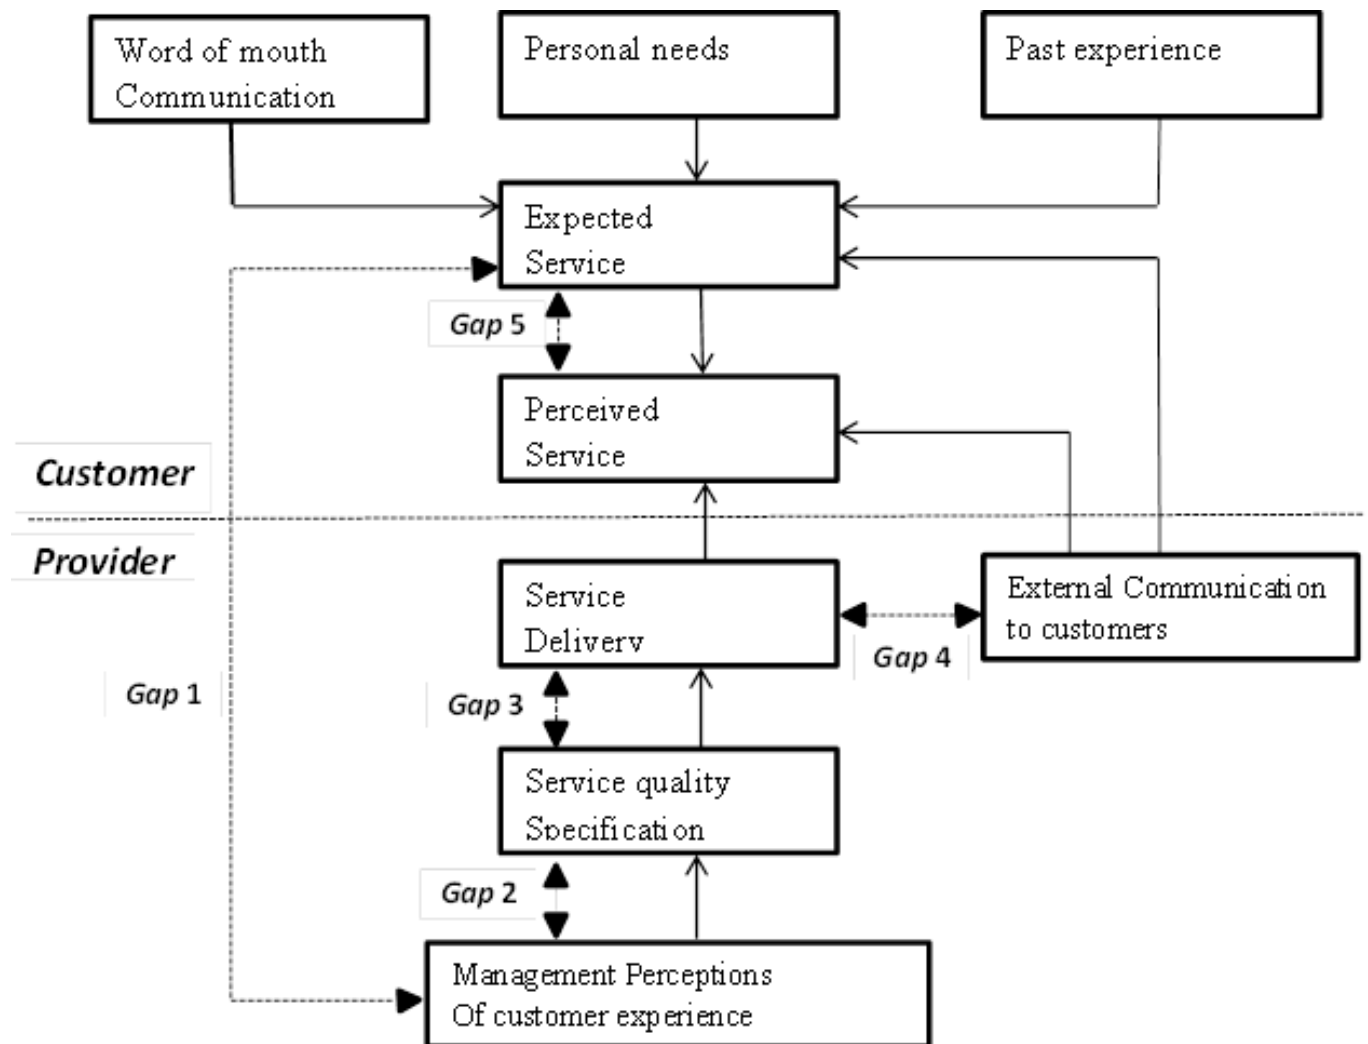 Word of mouth
Communication
Personal needs
Past experience
Expected
Service
Gap 5
Perceived
Service
Customer
Provider
Service
Delivery
External Communication
to customers
Gap 4
Gap 1
Gap 3
Service quality
Specification
Gap 2
Management Perceptions
Of customer experience